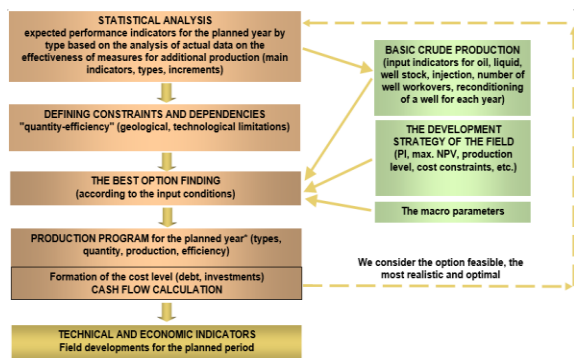 STATISTICAL ANALYSIS
expected performance indicators for the planned year by
type based on the analysis of actual data on the
effectiveness of measures for additional production (main
indicators, types, increments)
BASIC CRUDE PRODUCTION
(input indicators for oil, liquid,
well stock, injection, number of
well workovers, reconditioning
of a well for each year)
DEFINING CONSTRAINTS AND DEPENDENCIES
"quantity-efficiency" (geological, technological limitations)
THE DEVELOPMENT
STRATEGY OF THE FIELD
(PI, max. NPV, production
level, cost constraints, etc.)
THE BEST OPTION FINDING
(according to the input conditions)
The macro parameters
PRODUCTION PROGRAM for the planned year" (types,
quantity, production, efficiency)
Formation of the cost level (debt, investments)
CASH FLOW CALCULATION
We consider the option feasible, the
most realistic and optimal
TECHNICAL AND ECONOMIC INDICATORS
Field developments for the planned period